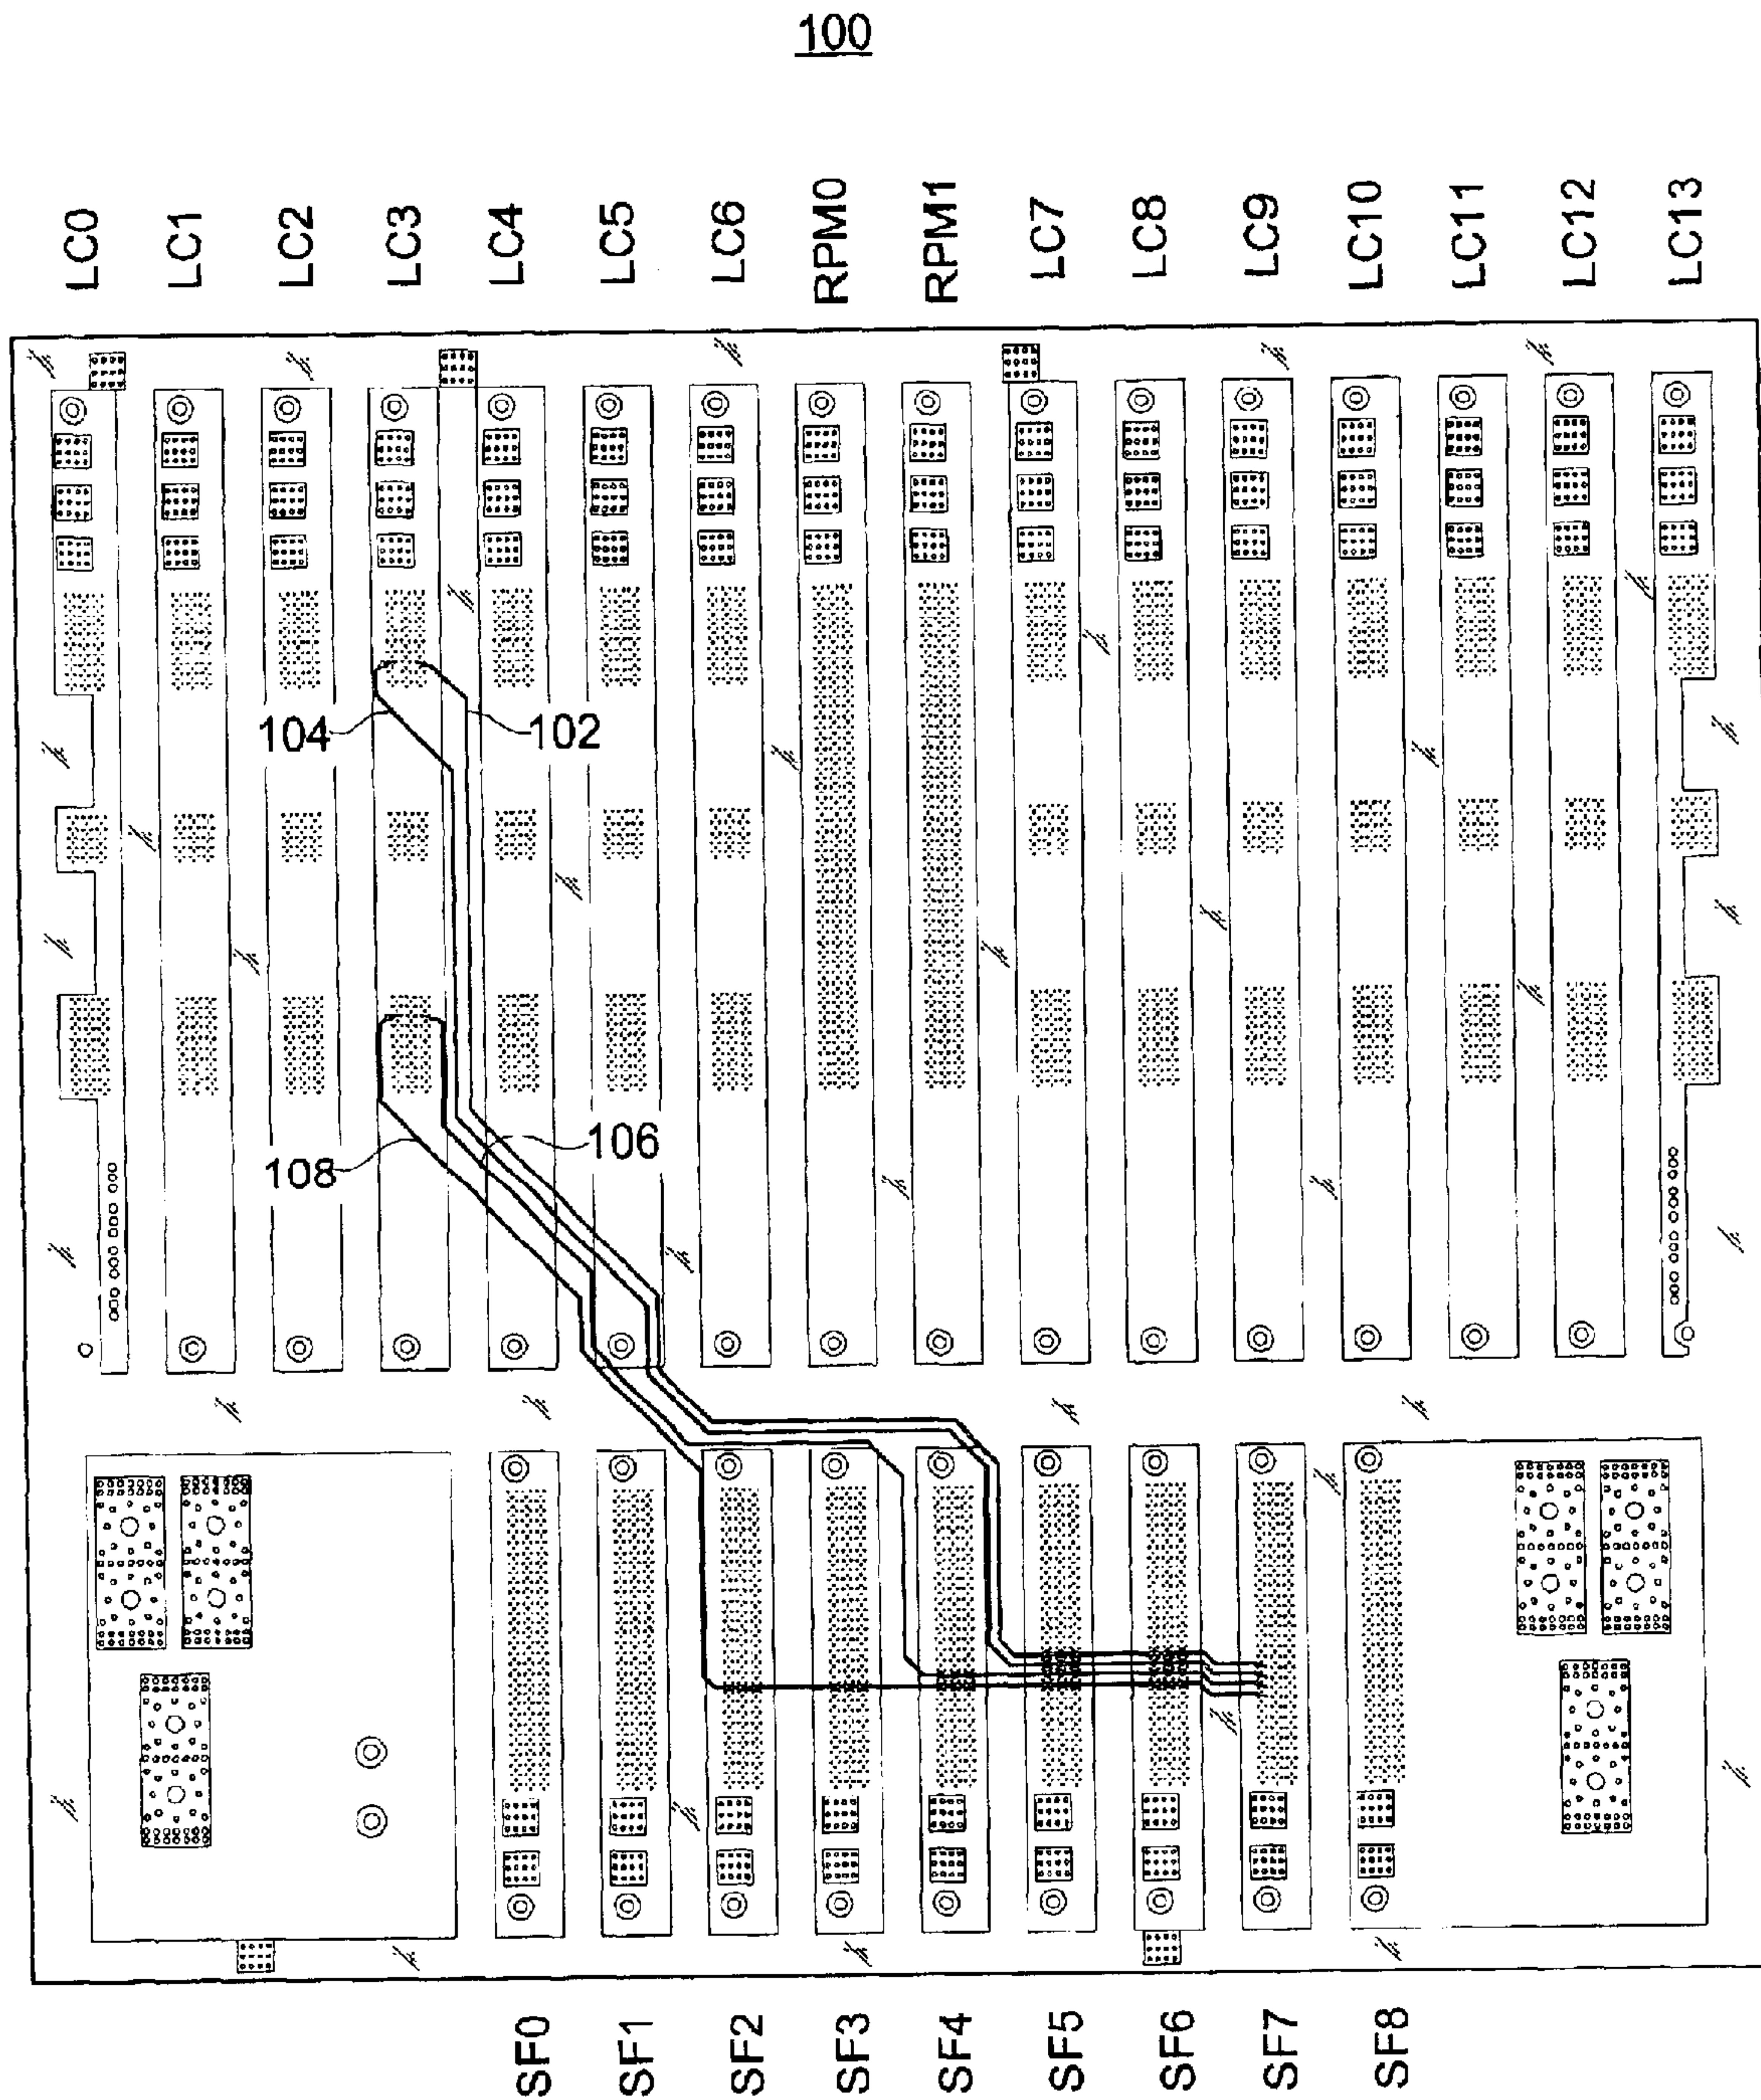 100
LC0
LC1
LC2
LC3
LC4
LC5
LC6
RPM0
RPM1
LC7
LC8
LC9
LC10
LC11
LC12
LC13
104
102
106
108
SF0
SF1
SF2
SF3
SF4
SF5
SF6
SF7
SF8